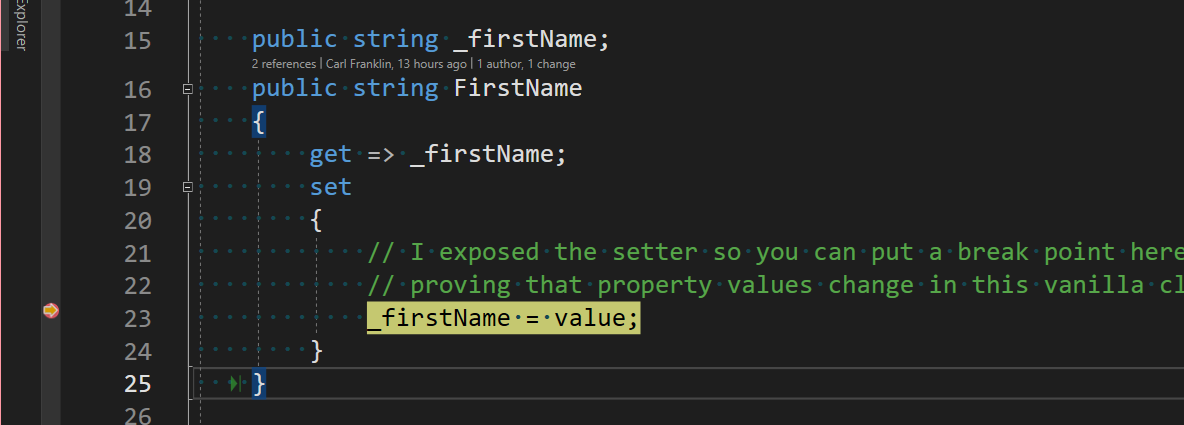 Explorer
14
15 public string _firstName;
2 references | Carl Franklin, 13 hours ago | 1 author, 1 change
16 public string FirstName
17 {
18 get => _firstName;
19 set
20 {
21 // I exposed the setter so you can put a break point here
22 // proving that property values change in this vanilla cl
23 _firstName = value;
24 }
25 }
26